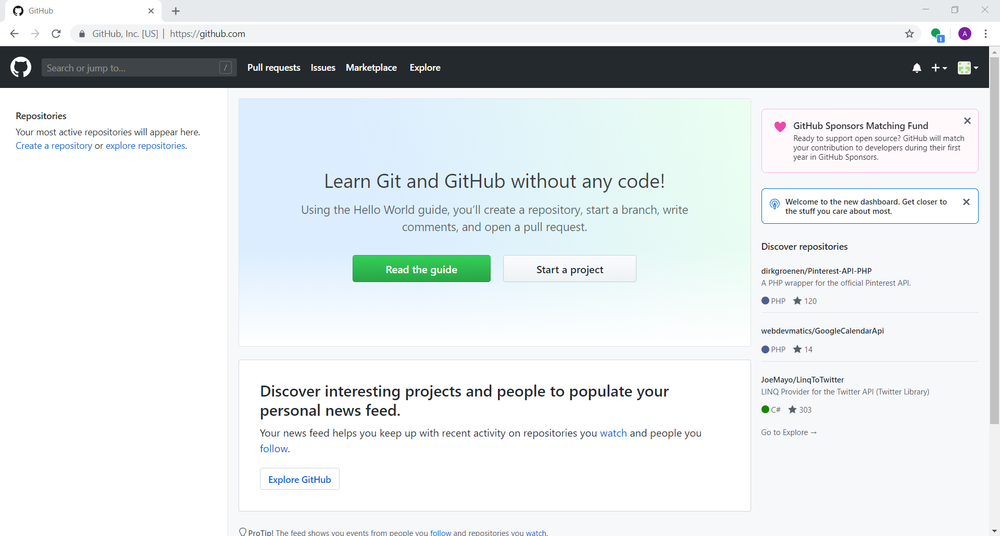 GitHub
GitHub, Inc. [US] | https://github.com
1
A
Search or jump to...
/
Pull requests
Issues
Marketplace
Explore
Repositories
Your most active repositories will appear here.
Create a repository or explore repositories.
Learn Git and GitHub without any code!
Using the Hello World guide, you’ll create a repository, start a branch, write
comments, and open a pull request.
Read the guide
Start a project
Discover interesting projects and people to populate your
personal news feed.
Your news feed helps you keep up with recent activity on repositories you watch and people you
follow.
Explore GitHub
ProTip! The feed shows you events from people you follow and repositories you watch.
GitHub Sponsors Matching Fund
Ready to support open source? GitHub will match
your contribution to developers during their first
year in GitHub Sponsors.
Welcome to the new dashboard. Get closer to
the stuff you care about most.
Discover repositories
dirkgroenen/Pinterest-API-PHP
A PHP wrapper for the official Pinterest API.
PHP 120
webdevmatics/GoogleCalendarApi
PHP 14
JoeMayo/LinqToTwitter
LINQ Provider for the Twitter API (Twitter Library)
C# 303
Go to Explore →